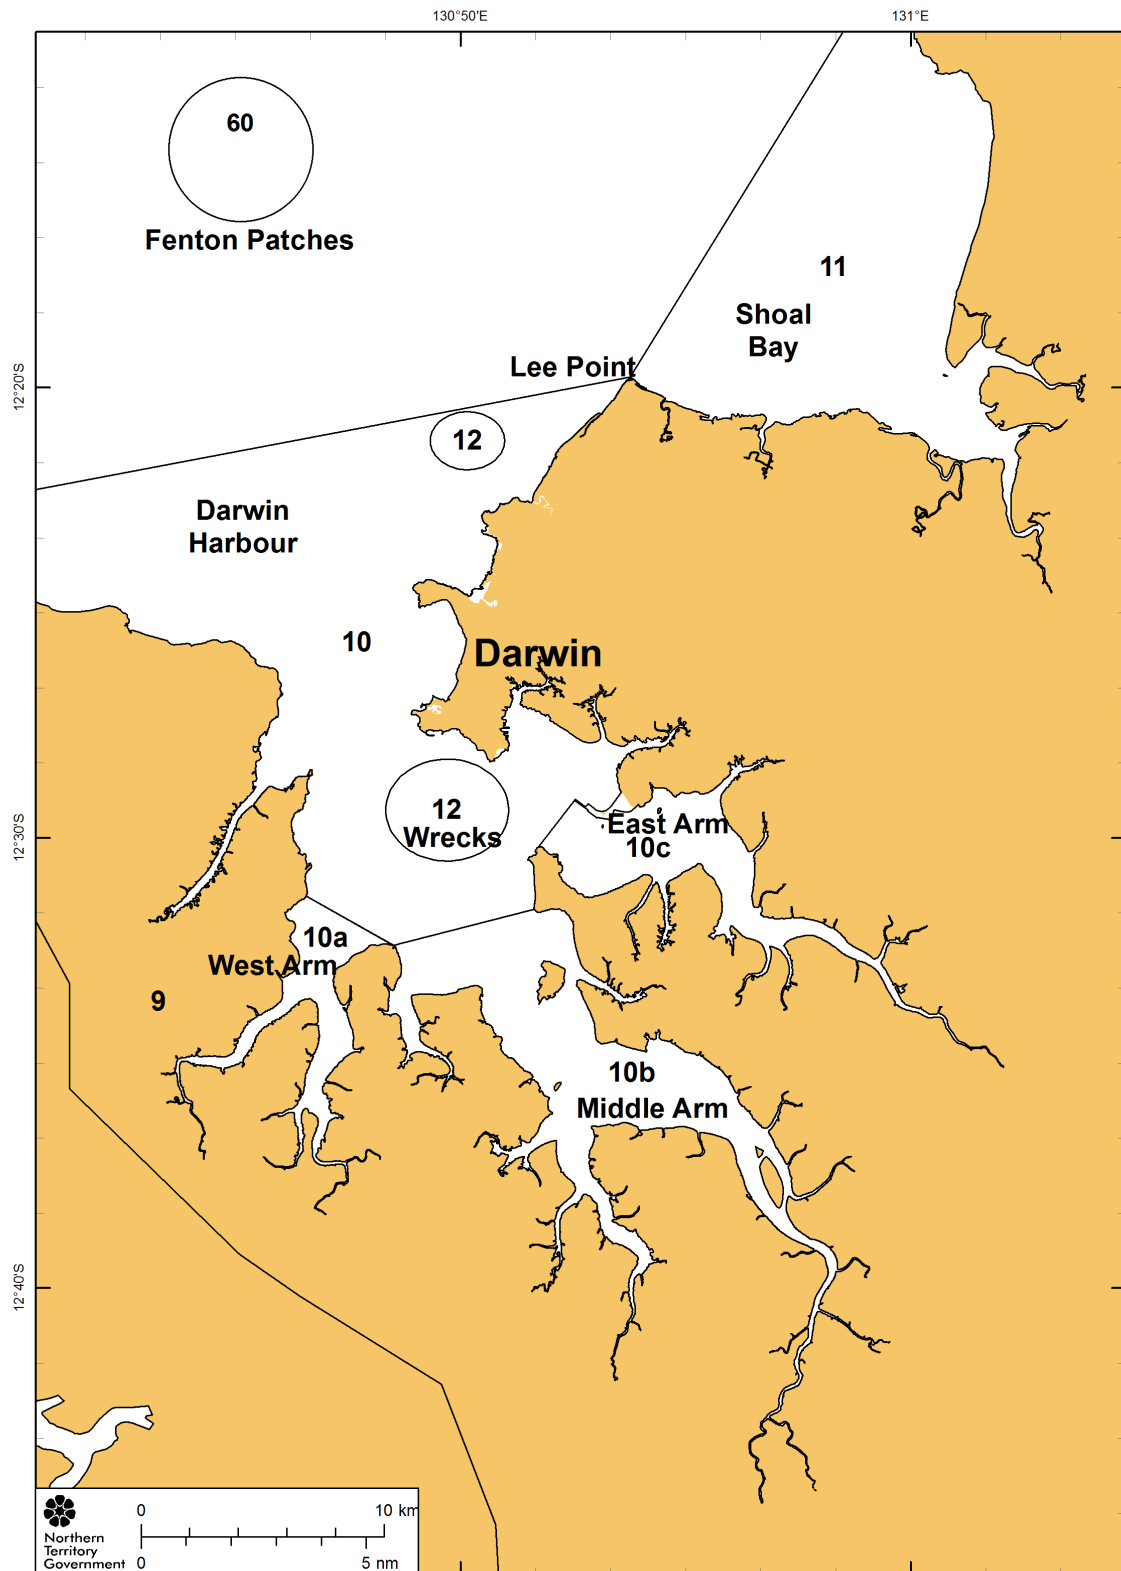 130°50'E
131°E
60
Fenton Patches
11
Shoal
Bay
Lee Point
12°20'S
12
Darwin
Harbour
10
Darwin
12
Wrecks
East Arm
10c
12°30'S
10a
West Arm
9
10b
Middle Arm
12°40'S
0
10 km
Northern
Territory
Government
0
5 nm